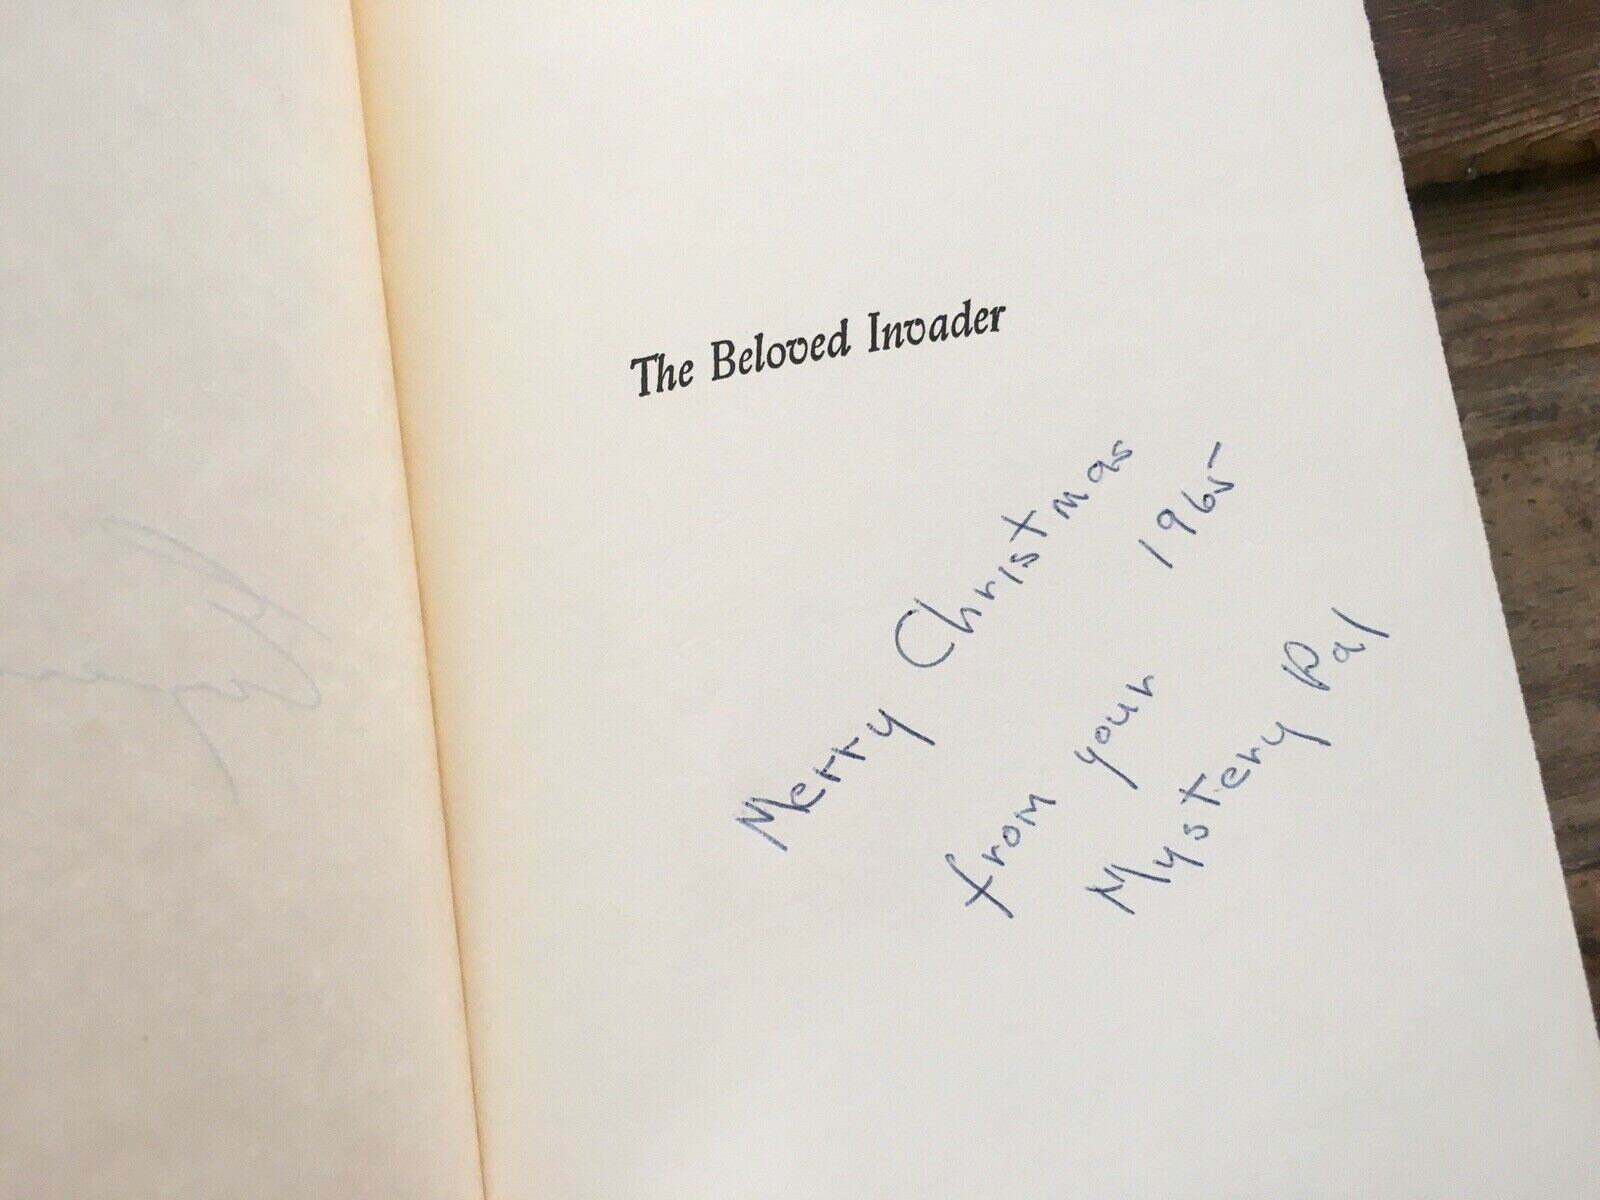 The Beloved Invader
Merry Christmas
1965
from your
Mystery Pal